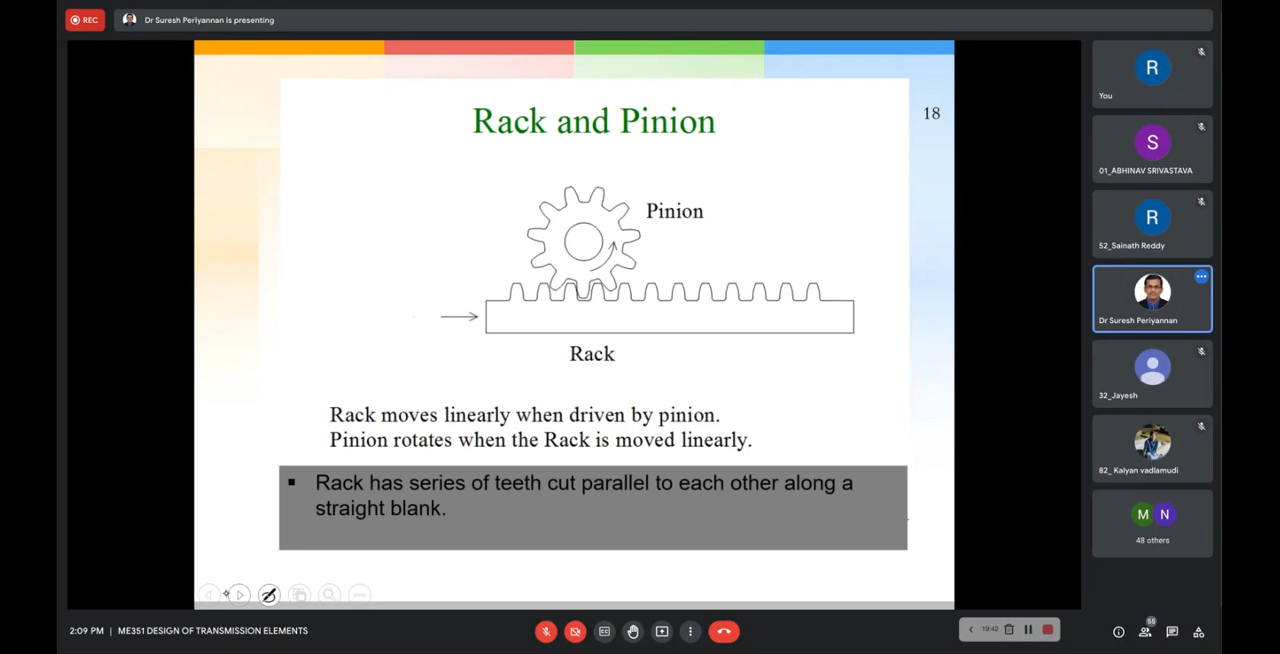 REC
Dr Suresh Periyannan is presenting
Rack and Pinion
18
Pinion
Rack
Rack moves linearly when driven by pinion.
Pinion rotates when the Rack is moved linearly.
▪ Rack has series of teeth cut parallel to each other along a
straight blank.
R
You
S
01_ABHINAV SRIVASTAVA
R
52_Sainath Reddy
Dr Suresh Periyannan
32_Jayesh
82_ Kalyan vadlamudi
M N
48 others
2:09 PM | ME351 DESIGN OF TRANSMISSION ELEMENTS
19:42
55